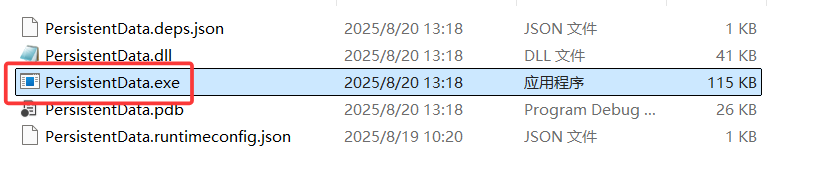 PersistentData.deps.json 2025/8/20 13:18 JSON 文件 1 KB
PersistentData.dll 2025/8/20 13:18 DLL 文件 41 KB
PersistentData.exe 2025/8/20 13:18 应用程序 115 KB
PersistentData.pdb 2025/8/20 13:18 Program Debug ... 26 KB
PersistentData.runtimeconfig.json 2025/8/19 10:20 JSON 文件 1 KB